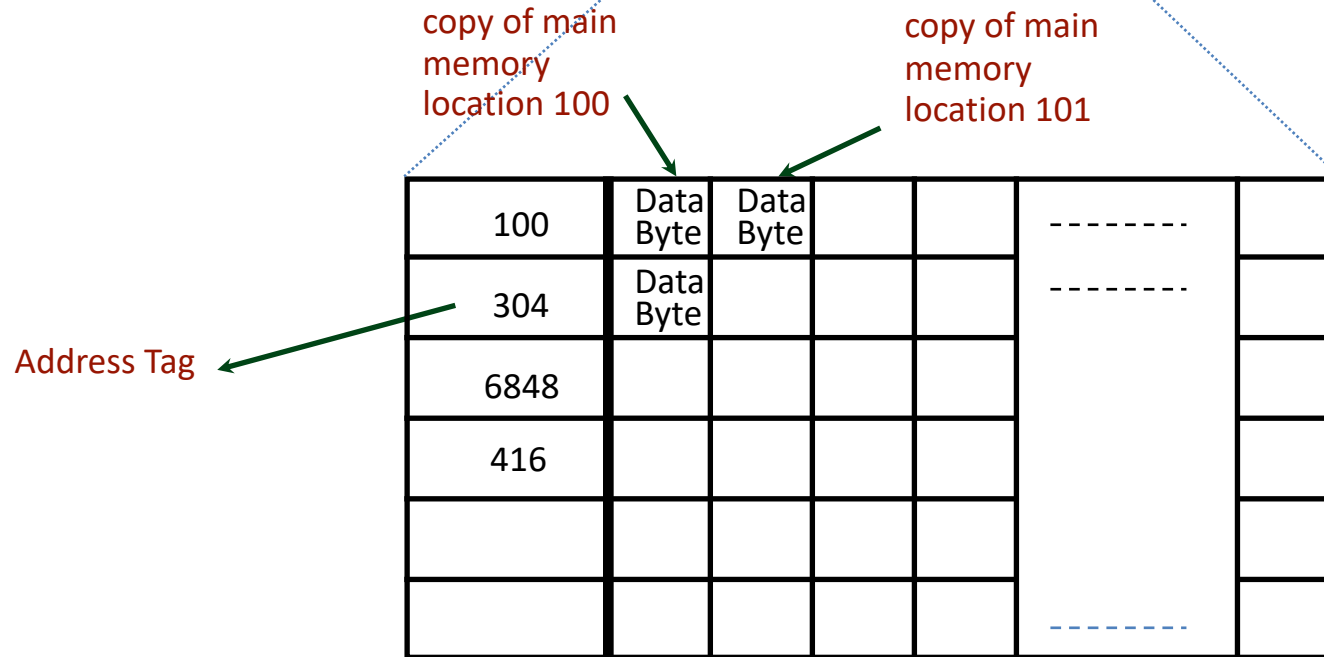 copy of main
memory
location 100
copy of main
memory
location 101
100
Data
Byte
Data
Byte
304
Data
Byte
Address Tag
6848
416